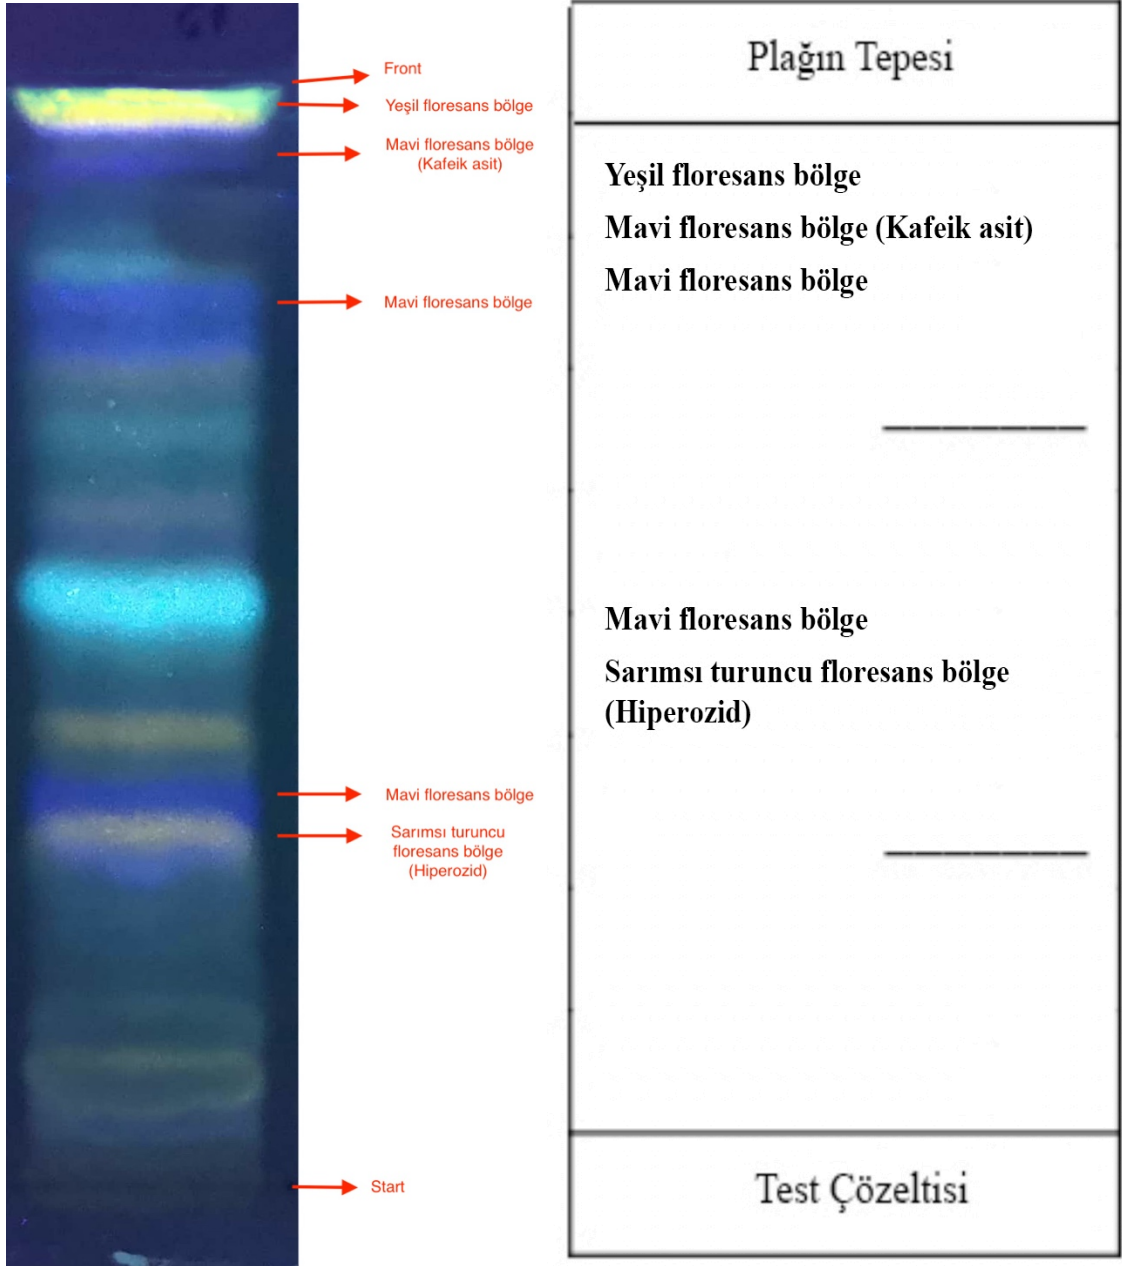 Front
Yeşil floresans bölge
Mavi floresans bölge
(Kafeik asit)
Mavi floresans bölge
Mavi floresans bölge
Sarımsı turuncu
floresans bölge
(Hiperozid)
Start
Plağın Tepesi
Yeşil floresans bölge
Mavi floresans bölge (Kafeik asit)
Mavi floresans bölge
Mavi floresans bölge
Sarımsı turuncu floresans bölge
(Hiperozid)
Test Çözeltisi